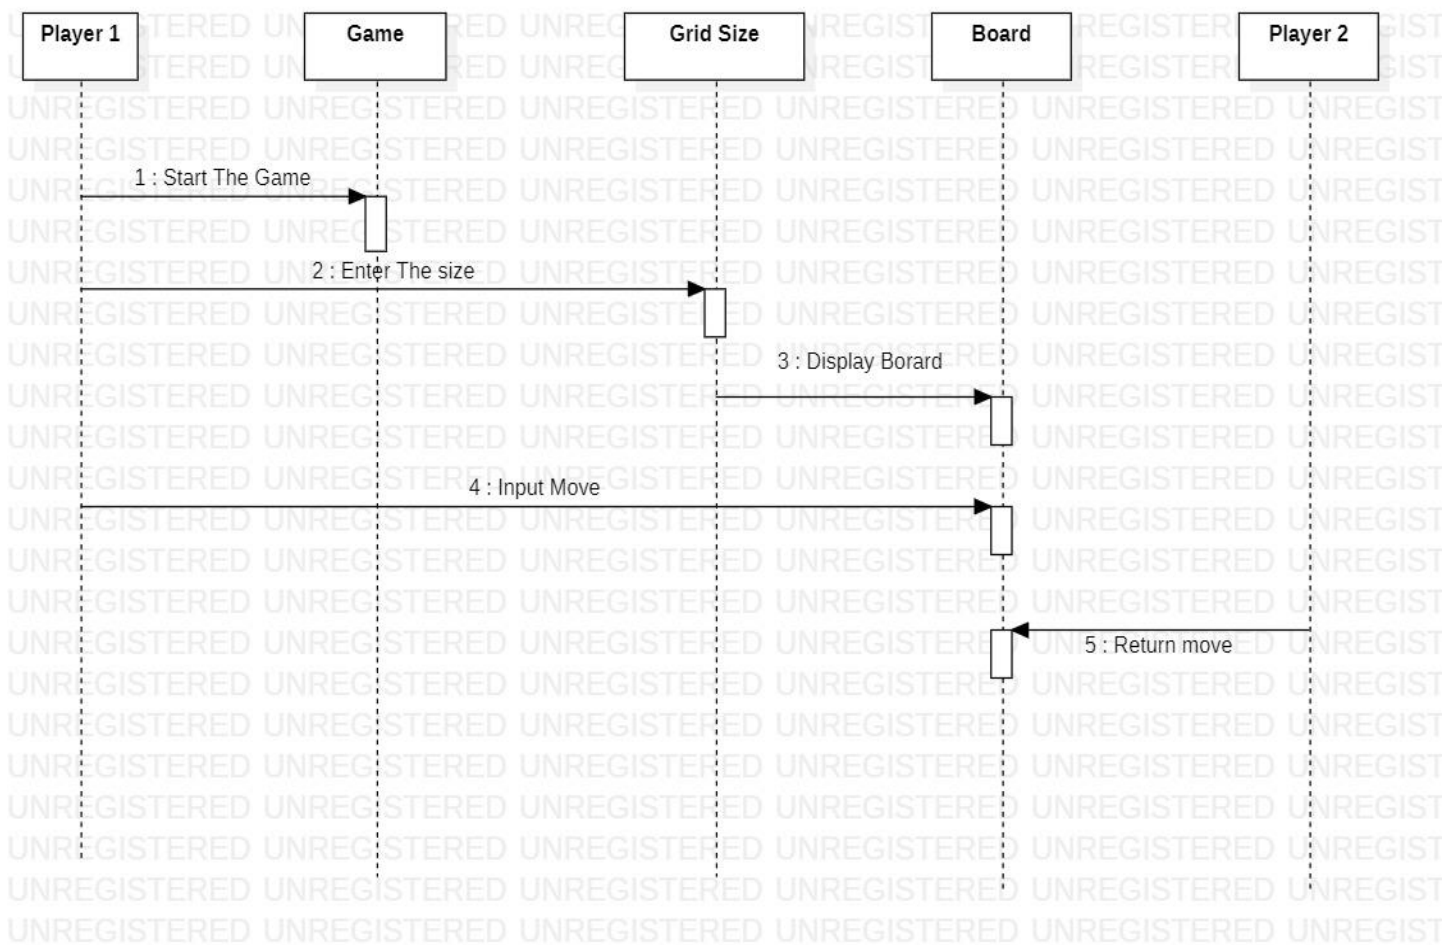 Player 1 Game Grid Size Board Player 2
1 : Start The Game
2 : Enter The size
3 : Display Borard
4 : Input Move
5 : Return move
UNREGISTERED